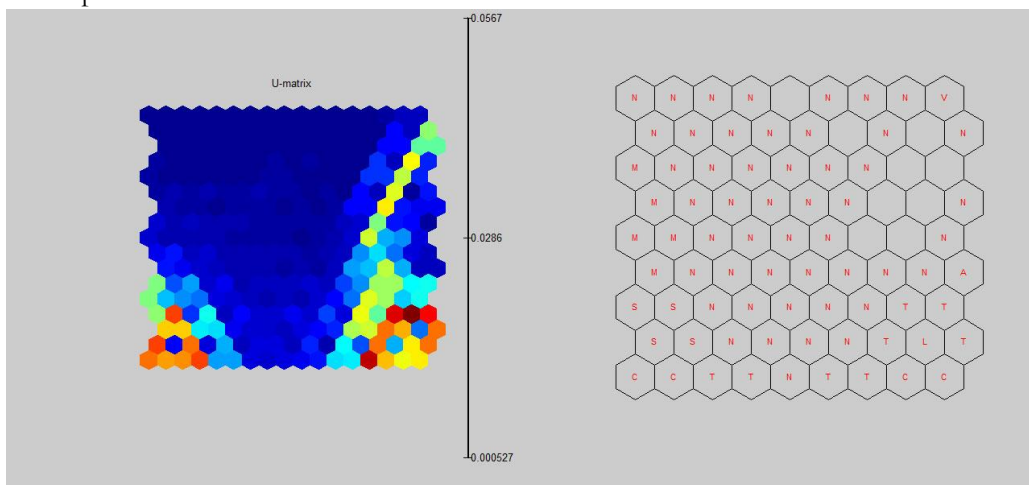 0.0567
U-matrix
N N N N N N N V
N N N N N N N
M N N N N N N
M N N N N N N
M M N N N N N
M N N N N N N N A
S S N N N N N T T
S S N N N N T L T
C C T T N T T C C
0.0286
0.000527